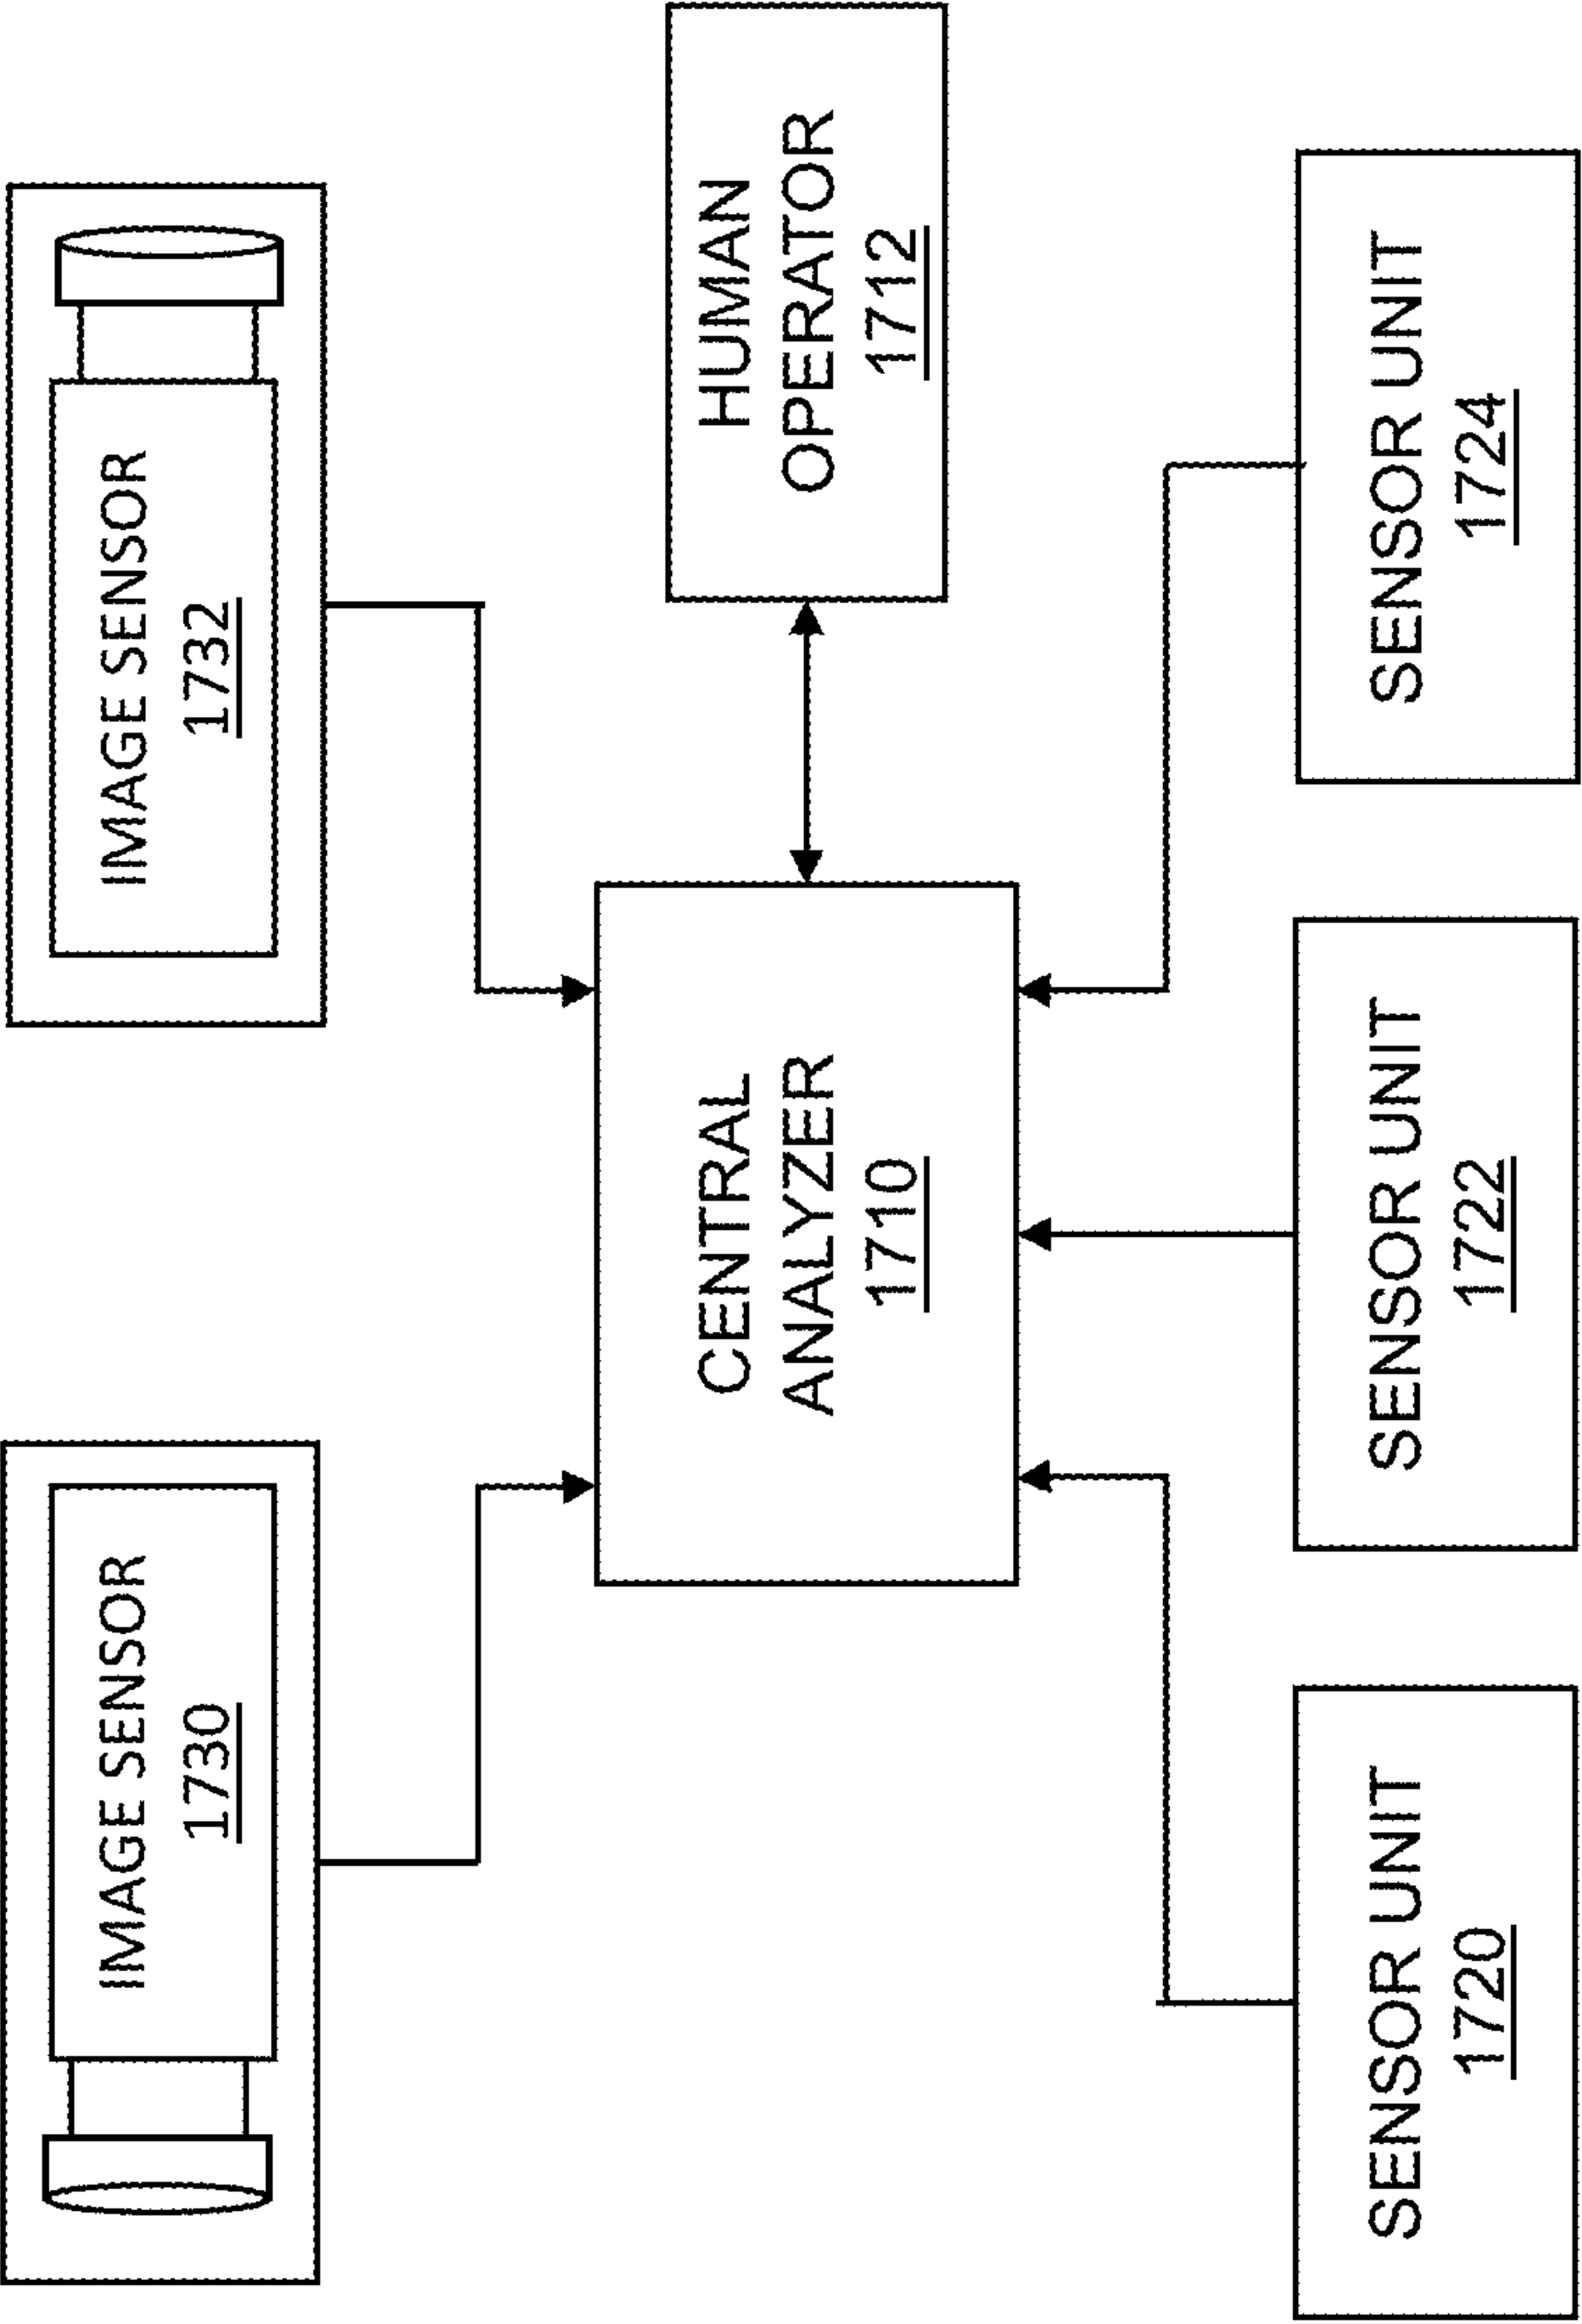 IMAGE SENSOR
1730
IMAGE SENSOR
1732
CENTRAL
ANALYZER
1710
HUMAN
OPERATOR
1712
SENSOR UNIT
1720
SENSOR UNIT
1722
SENSOR UNIT
1724